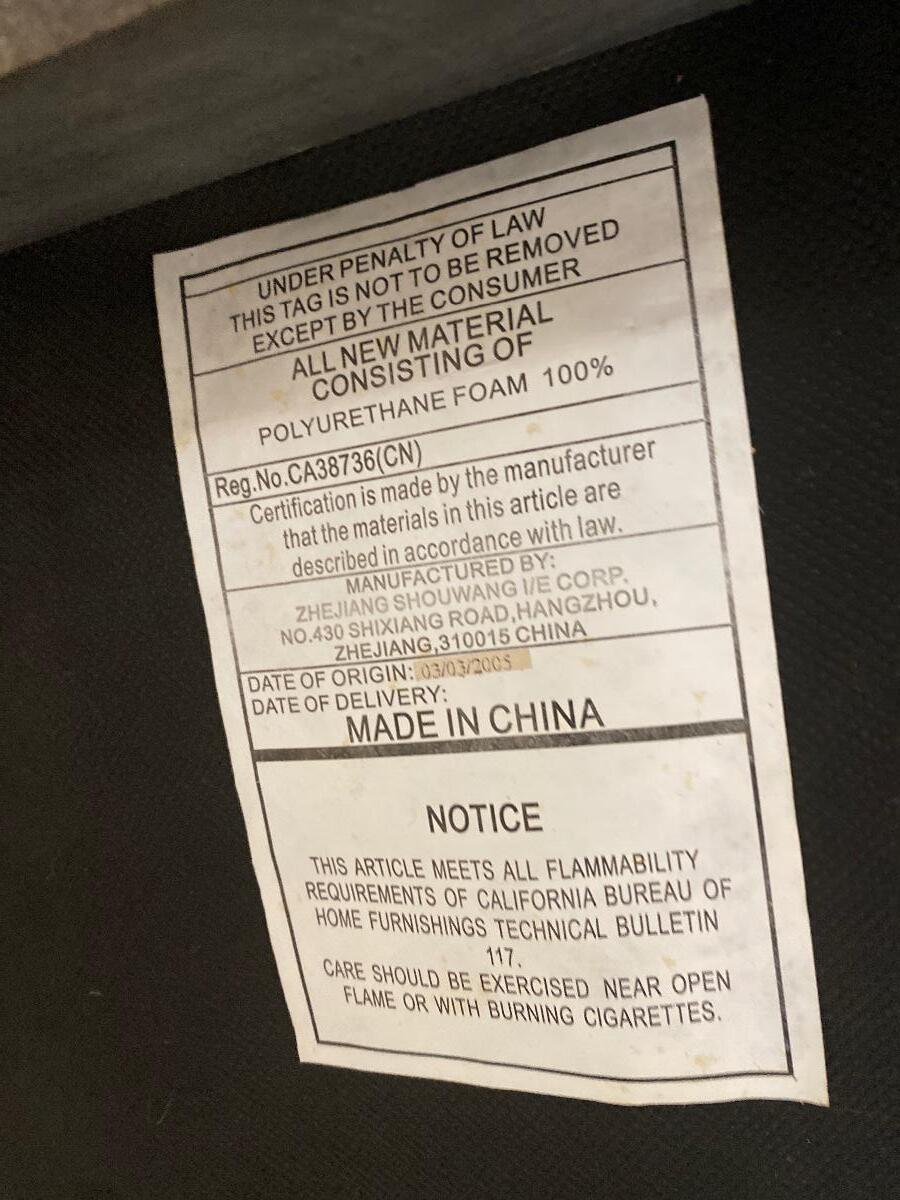 UNDER PENALTY OF LAW
THIS TAG IS NOT TO BE REMOVED
EXCEPT BY THE CONSUMER
ALL NEW MATERIAL
CONSISTING OF
POLYURETHANE FOAM 100%
Reg.No.CA38736(CN)
Certification is made by the manufacturer
that the materials in this article are
described in accordance with law.
MANUFACTURED BY:
ZHEJIANG SHOUWANG I/E CORP.
NO.430 SHIXIANG ROAD,HANGZHOU,
ZHEJIANG,310015 CHINA
DATE OF ORIGIN: 03/03/2005
DATE OF DELIVERY:
MADE IN CHINA
NOTICE
THIS ARTICLE MEETS ALL FLAMMABILITY
REQUIREMENTS OF CALIFORNIA BUREAU OF
HOME FURNISHINGS TECHNICAL BULLETIN
117.
CARE SHOULD BE EXERCISED NEAR OPEN
FLAME OR WITH BURNING CIGARETTES.